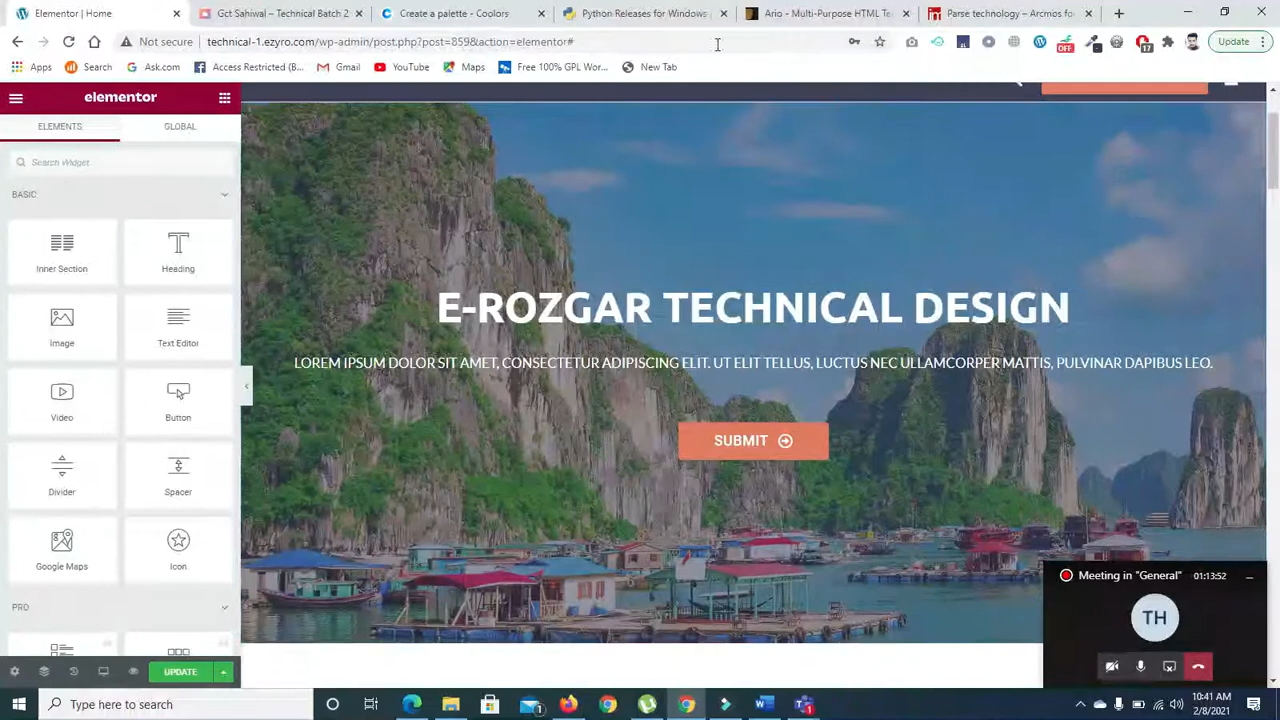 Elements
Gct Sahiwal – Technical Batch 2
Create a palette - Coolors
Python Releases for Windows
Ario - Multi-Purpose HTML Te
Parse technology – Arcmos for
Not secure
technical-1.ezyro.com/wp-admin/post.php?post=859&action=elementor#
OFF
17
Update
Apps
Search
Ask.com
Access Restricted (B...
Gmail
YouTube
Maps
Free 100% GPL Wor...
New Tab
elementor
ELEMENTS
GLOBAL
Search Widget
BASIC
Inner Section
Heading
Image
Text Editor
Video
Button
Divider
Spacer
Google Maps
Icon
PRO
UPDATE
E-ROZGAR TECHNICAL DESIGN
LOREM IPSUM DOLOR SIT AMET, CONSECTETUR ADIPISCING ELIT. UT ELIT TELLUS, LUCTUS NEC ULLAMCORPER MATTIS, PULVINAR DAPIBUS LEO.
SUBMIT
Meeting in "General"
01:13:52
TH
Type here to search
10:41 AM
2/8/2021